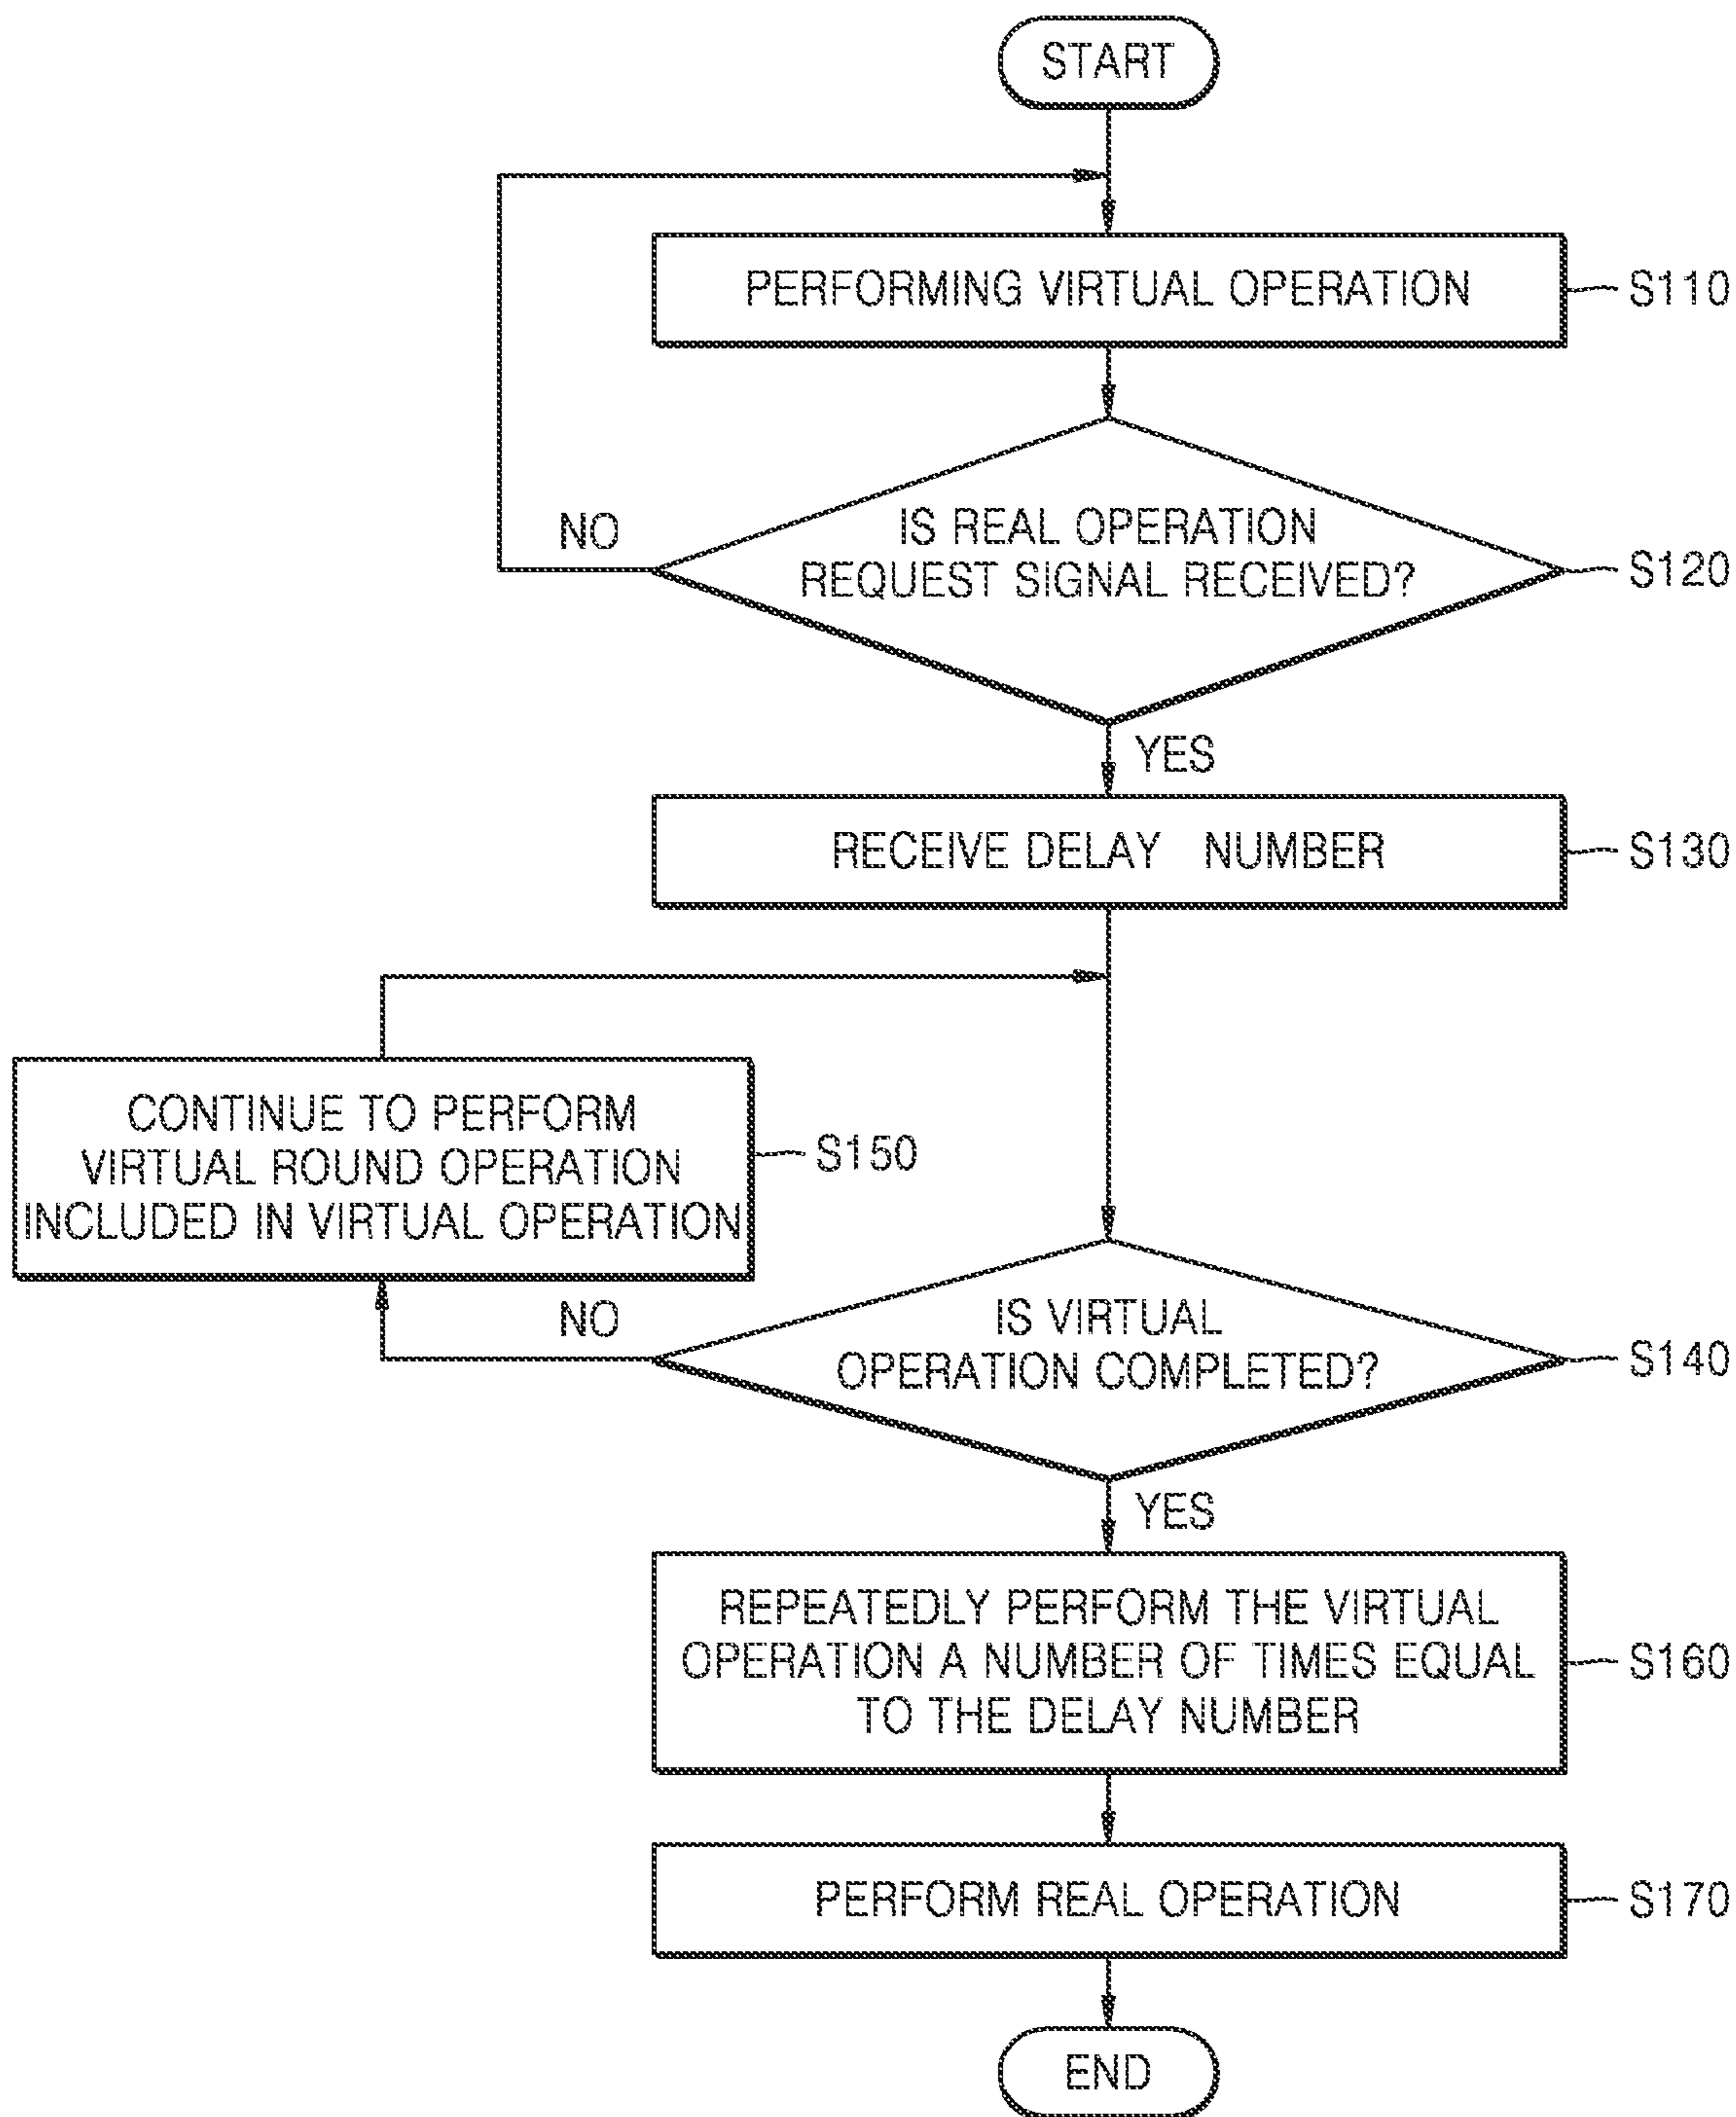 START
PERFORMING VIRTUAL OPERATION
S110
IS REAL OPERATION
REQUEST SIGNAL RECEIVED?
S120
NO
YES
RECEIVE DELAY NUMBER
S130
CONTINUE TO PERFORM
VIRTUAL ROUND OPERATION
INCLUDED IN VIRTUAL OPERATION
S150
NO
IS VIRTUAL
OPERATION COMPLETED?
S140
YES
REPEATEDLY PERFORM THE VIRTUAL
OPERATION A NUMBER OF TIMES EQUAL
TO THE DELAY NUMBER
S160
PERFORM REAL OPERATION
S170
END